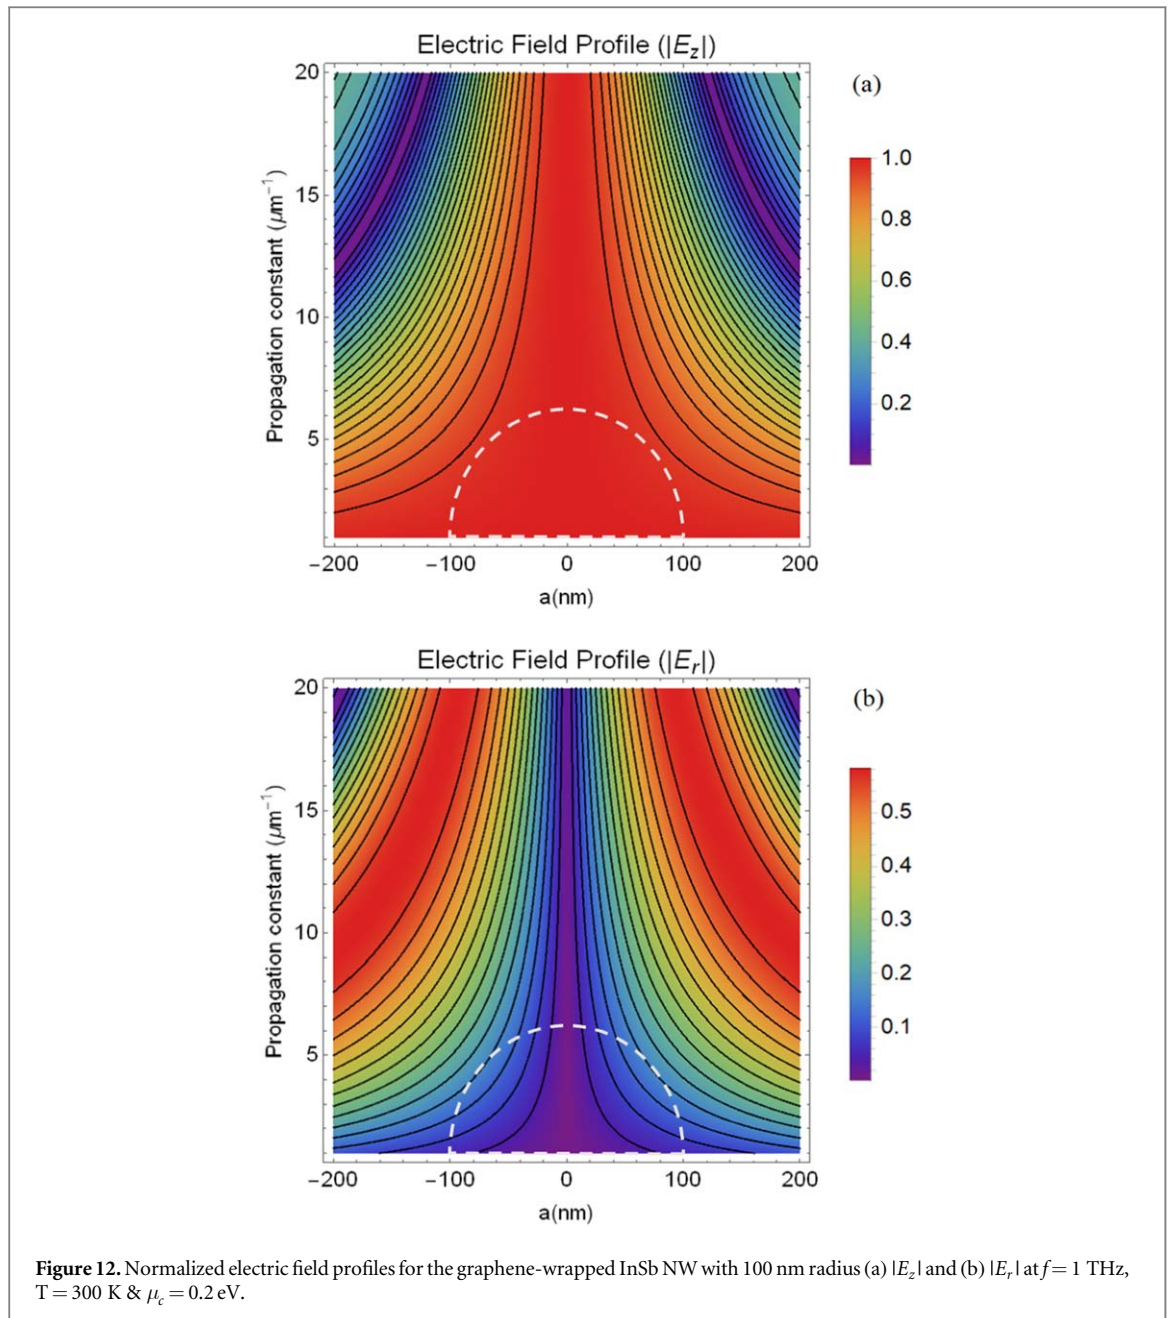 Electric Field Profile (|E_z|)
(a)
20
15
10
5
Propagation constant (μm⁻¹)
−200 −100 0 100 200
a(nm)
1.0
0.8
0.6
0.4
0.2
Electric Field Profile (|E_r|)
(b)
20
15
10
5
Propagation constant (μm⁻¹)
−200 −100 0 100 200
a(nm)
0.5
0.4
0.3
0.2
0.1
Figure 12. Normalized electric field profiles for the graphene-wrapped InSb NW with 100 nm radius (a) |E_z| and (b) |E_r| at f = 1 THz,
T = 300 K & μ_c = 0.2 eV.